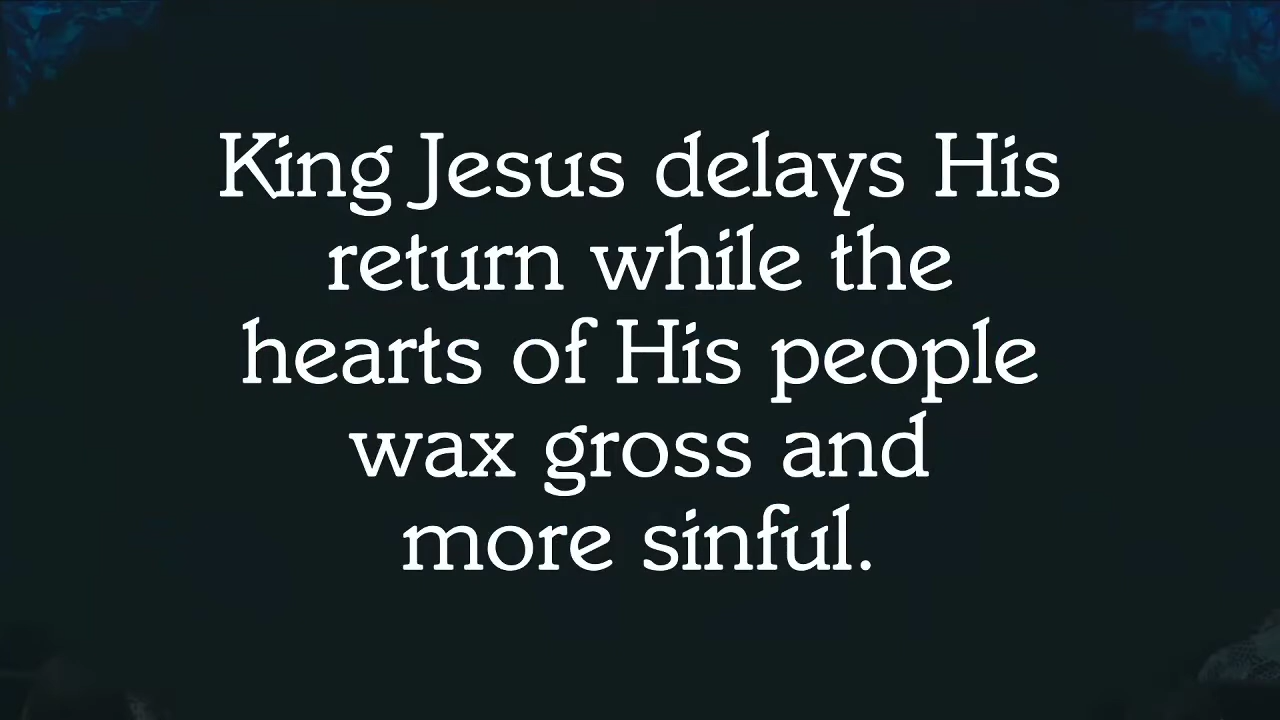 King Jesus delays His
return while the
hearts of His people
wax gross and
more sinful.